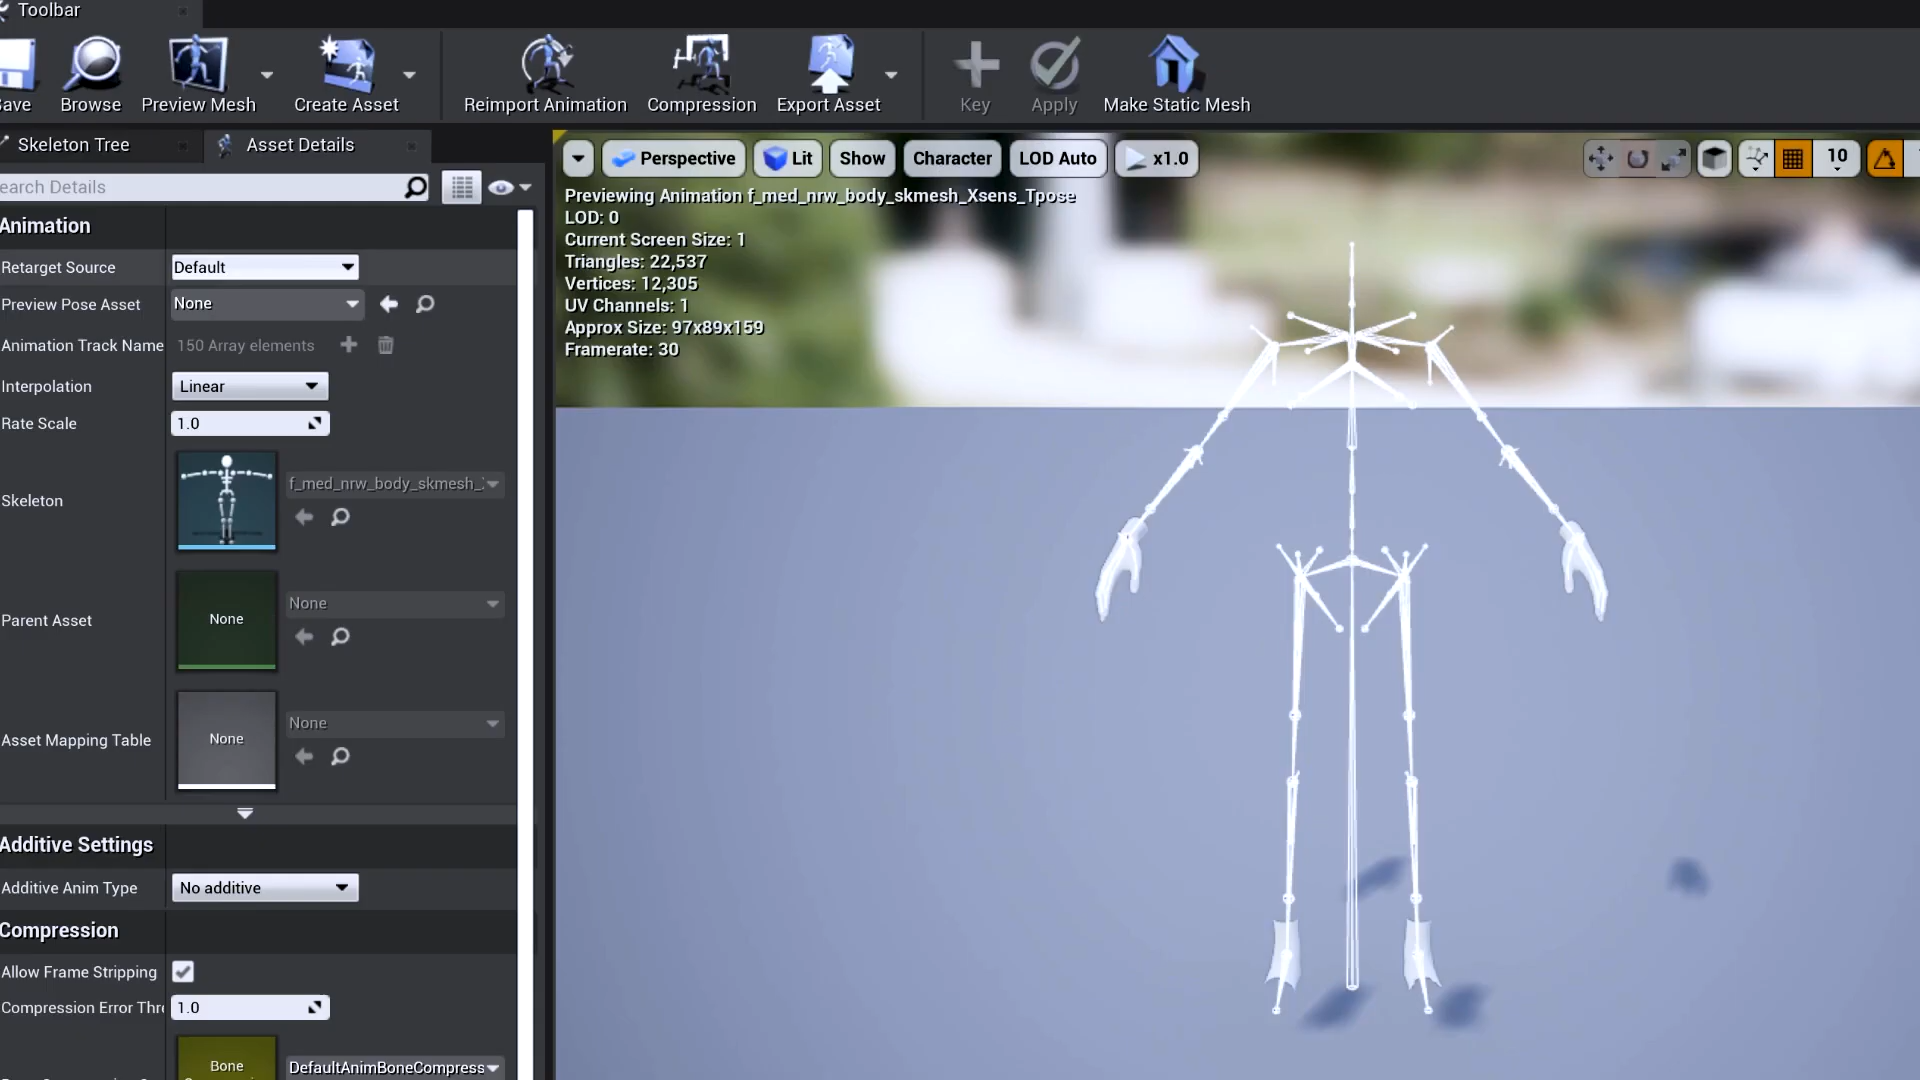 Toolbar
Save Browse Preview Mesh Create Asset Reimport Animation Compression Export Asset Key Apply Make Static Mesh
Skeleton Tree Asset Details
earch Details
Animation
Retarget Source Default
Preview Pose Asset None
Animation Track Name 150 Array elements
Interpolation Linear
Rate Scale 1.0
Skeleton f_med_nrw_body_skmesh_
Parent Asset None None
Asset Mapping Table None None
Additive Settings
Additive Anim Type No additive
Compression
Allow Frame Stripping
Compression Error Thre 1.0
Bone DefaultAnimBoneCompress
Perspective Lit Show Character LOD Auto x1.0 10
Previewing Animation f_med_nrw_body_skmesh_Xsens_Tpose
LOD: 0
Current Screen Size: 1
Triangles: 22,537
Vertices: 12,305
UV Channels: 1
Approx Size: 97x89x159
Framerate: 30